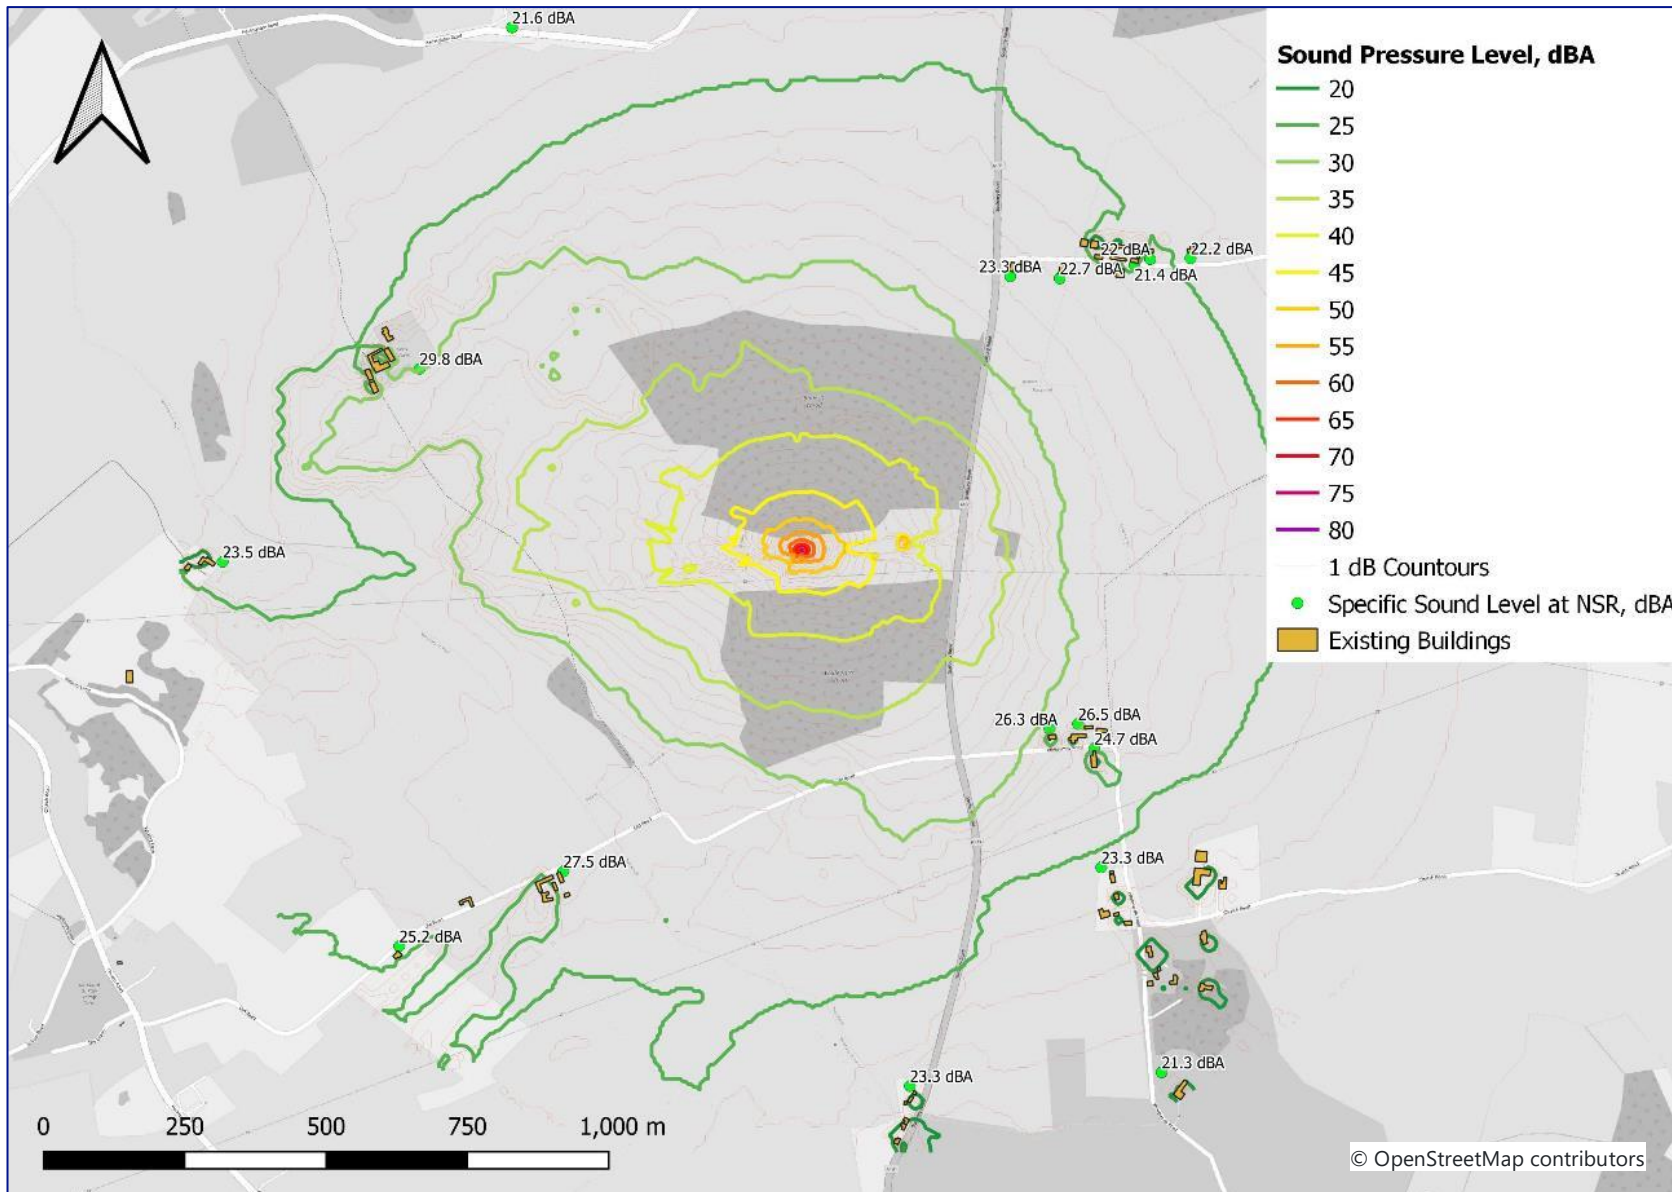 21.6 dBA
Sound Pressure Level, dBA
20
25
30
35
40
45
50
55
60
65
70
75
80
1 dB Countours
Specific Sound Level at NSR, dBA
Existing Buildings
22 dBA
22.2 dBA
23.3 dBA
22.7 dBA
21.4 dBA
29.8 dBA
23.5 dBA
26.3 dBA
26.5 dBA
24.7 dBA
27.5 dBA
23.3 dBA
25.2 dBA
23.3 dBA
21.3 dBA
0 250 500 750 1,000 m
© OpenStreetMap contributors